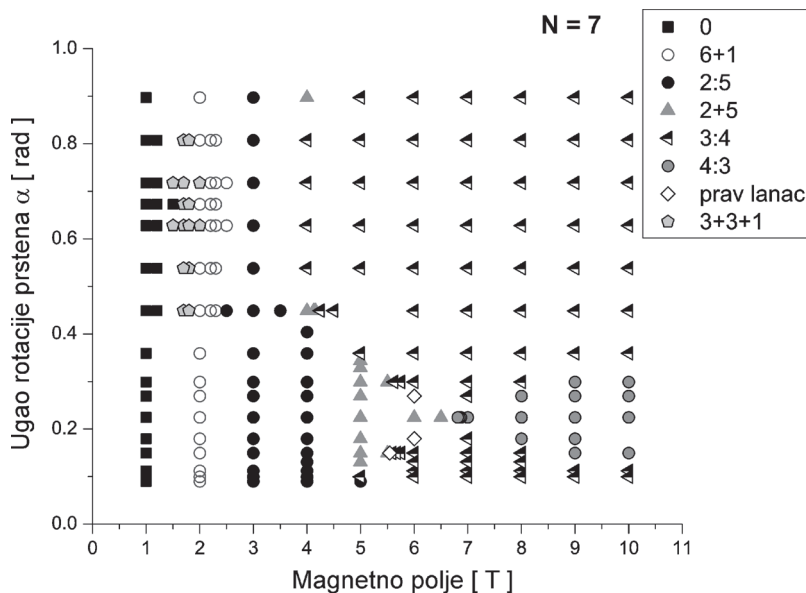 N = 7
0
6+1
2:5
2+5
3:4
4:3
prav lanac
3+3+1
Ugao rotacije prstena α [ rad ]
1.0
0.8
0.6
0.4
0.2
0.0
0 1 2 3 4 5 6 7 8 9 10 11
Magnetno polje [ T ]